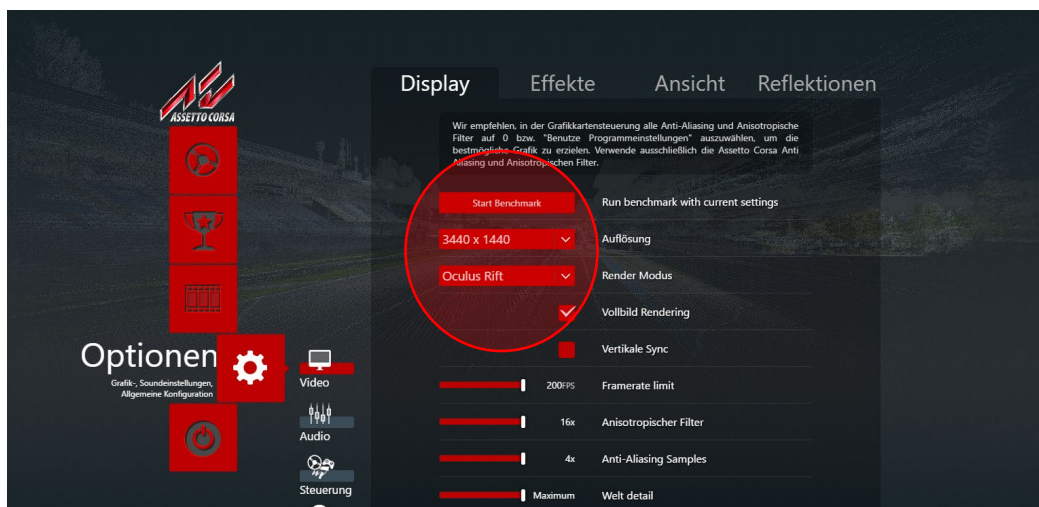 ASSETTO CORSA
Display
Effekte
Ansicht
Reflektionen
Wir empfehlen, in der Grafikkartensteuerung alle Anti-Aliasing und Anisotropische
Filter auf 0 bzw. "Benutze Programmeinstellungen" auszuwählen, um die
bestmögliche Grafik zu erzielen. Verwende ausschließlich die Assetto Corsa Anti
Aliasing und Anisotropischen Filter.
Start Benchmark Run benchmark with current settings
3440 x 1440 Auflösung
Oculus Rift Render Modus
Vollbild Rendering
Vertikale Sync
200FPS Framerate limit
16x Anisotropischer Filter
4x Anti-Aliasing Samples
Maximum Welt detail
Optionen
Grafik-, Soundeinstellungen,
Allgemeine Konfiguration
Video
Audio
Steuerung